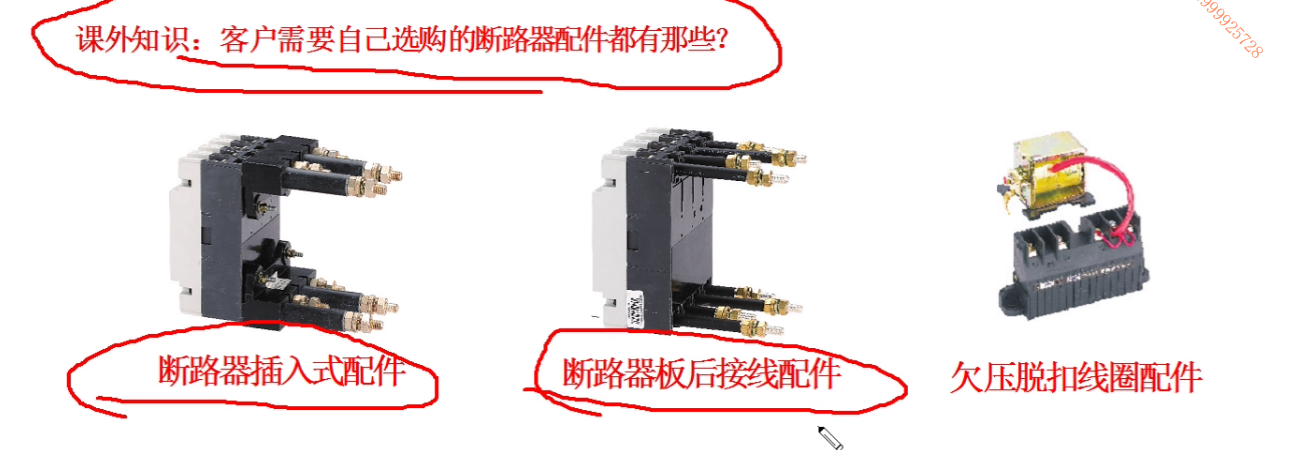 课外知识：客户需要自己选购的断路器配件都有那些？
断路器插入式配件
断路器板后接线配件
欠压脱扣线圈配件